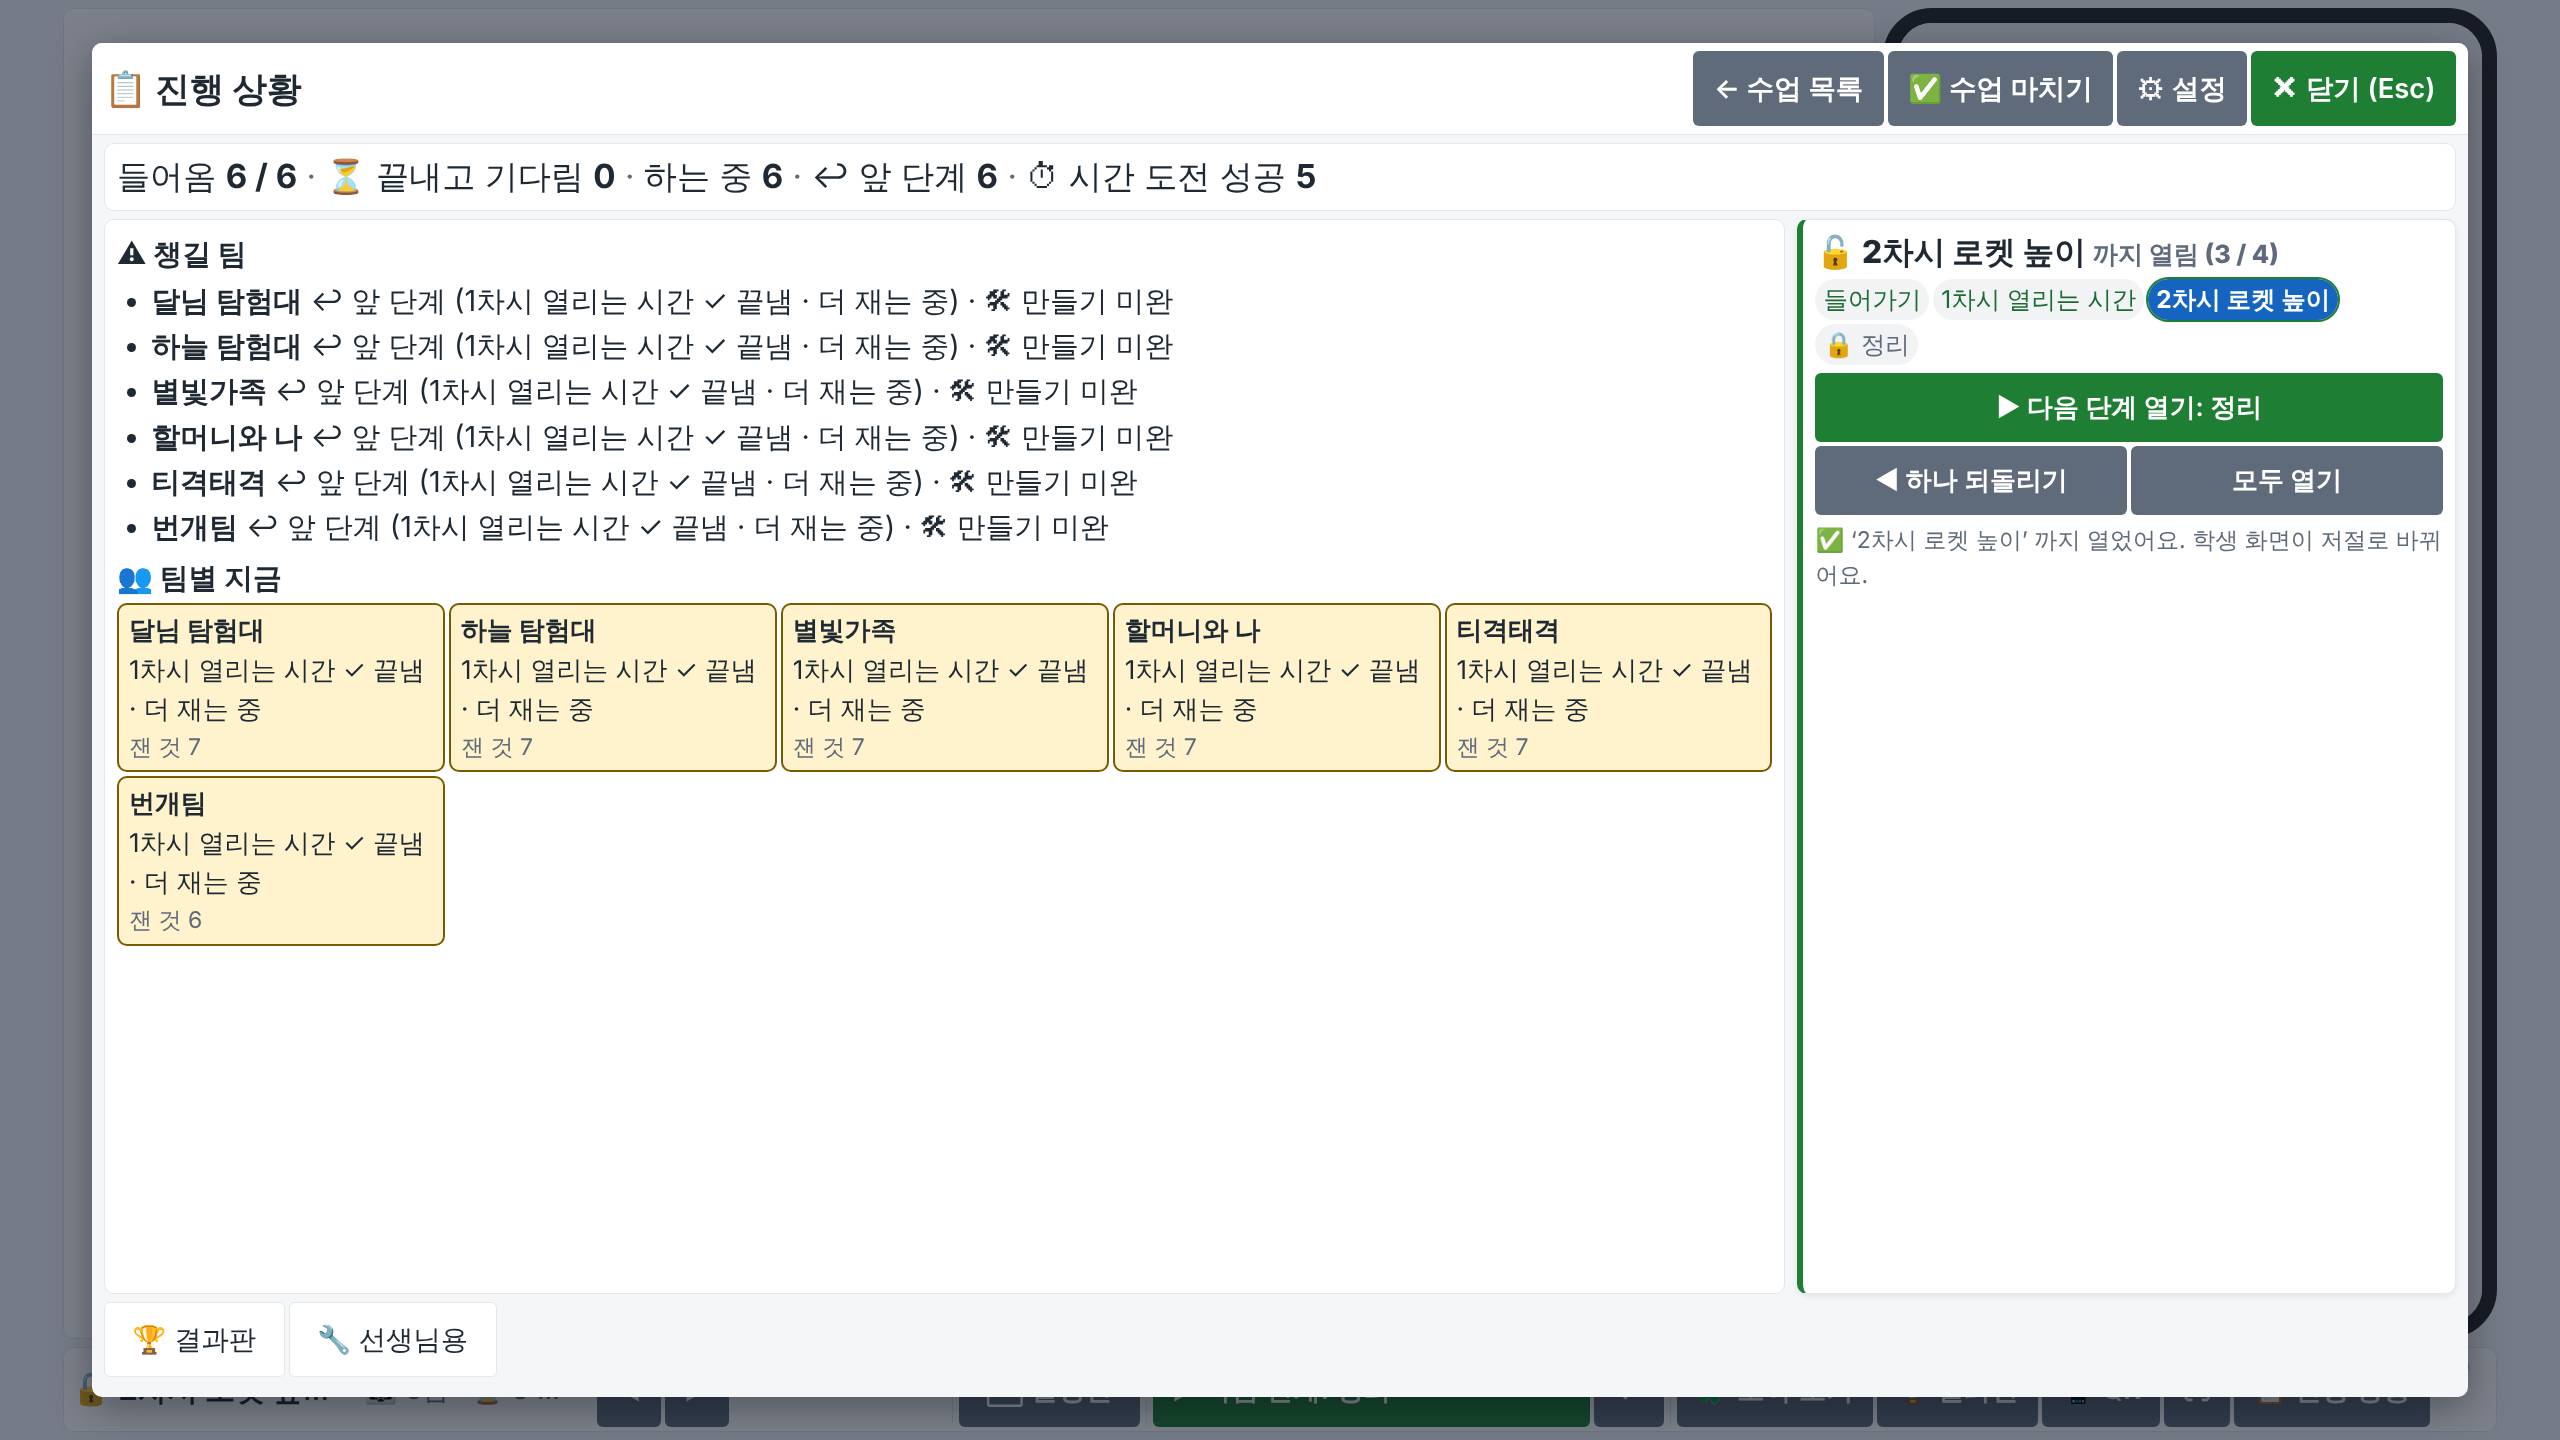 📋 진행 상황
← 수업 목록
✅ 수업 마치기
⚙ 설정
✖ 닫기 (Esc)
들어옴 6 / 6 · ⏳ 끝내고 기다림 0 · 하는 중 6 · ↩ 앞 단계 6 · ⏱ 시간 도전 성공 5
⚠ 챙길 팀
• 달님 탐험대 ↩ 앞 단계 (1차시 열리는 시간 ✓ 끝냄 · 더 재는 중) · 🛠 만들기 미완
• 하늘 탐험대 ↩ 앞 단계 (1차시 열리는 시간 ✓ 끝냄 · 더 재는 중) · 🛠 만들기 미완
• 별빛가족 ↩ 앞 단계 (1차시 열리는 시간 ✓ 끝냄 · 더 재는 중) · 🛠 만들기 미완
• 할머니와 나 ↩ 앞 단계 (1차시 열리는 시간 ✓ 끝냄 · 더 재는 중) · 🛠 만들기 미완
• 티격태격 ↩ 앞 단계 (1차시 열리는 시간 ✓ 끝냄 · 더 재는 중) · 🛠 만들기 미완
• 번개팀 ↩ 앞 단계 (1차시 열리는 시간 ✓ 끝냄 · 더 재는 중) · 🛠 만들기 미완
👥 팀별 지금
달님 탐험대
1차시 열리는 시간 ✓ 끝냄
· 더 재는 중
잰 것 7
하늘 탐험대
1차시 열리는 시간 ✓ 끝냄
· 더 재는 중
잰 것 7
별빛가족
1차시 열리는 시간 ✓ 끝냄
· 더 재는 중
잰 것 7
할머니와 나
1차시 열리는 시간 ✓ 끝냄
· 더 재는 중
잰 것 7
티격태격
1차시 열리는 시간 ✓ 끝냄
· 더 재는 중
잰 것 7
번개팀
1차시 열리는 시간 ✓ 끝냄
· 더 재는 중
잰 것 6
🔓 2차시 로켓 높이 까지 열림 (3 / 4)
들어가기 1차시 열리는 시간 2차시 로켓 높이
🔒 정리
▶ 다음 단계 열기: 정리
◀ 하나 되돌리기
모두 열기
✅ ‘2차시 로켓 높이’ 까지 열었어요. 학생 화면이 저절로 바뀌
어요.
🏆 결과판
🔧 선생님용